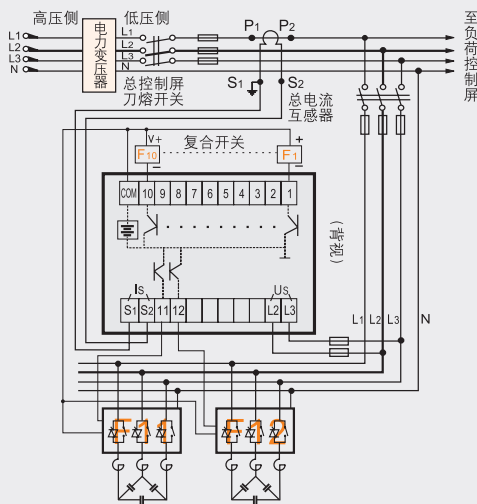 高压侧 低压侧
L1 L2 L3 N
电力变压器
L1 L2 L3 N
P1 P2
至负荷控制屏
总控制屏
刀熔开关
S1 S2
总电流
互感器
V+ 复合开关 +
F10 F1
− −
COM 10 9 8 7 6 5 4 3 2 1
(背视)
IS US
S1 S2 11 12 L2 L3
L1 L2 L3 N
F11 F12